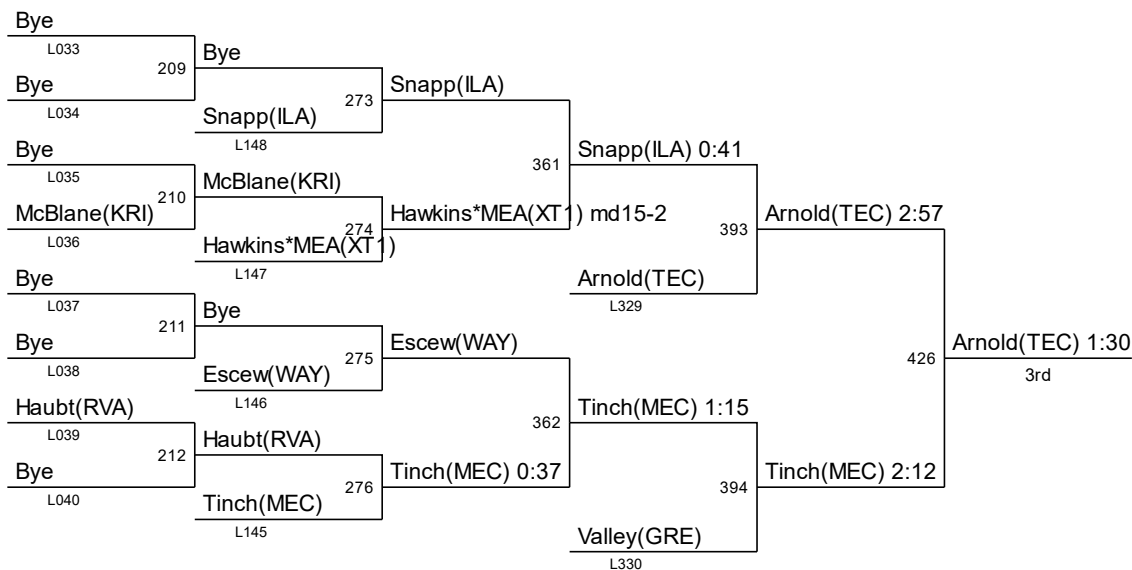 Bye
L033
Bye
209
Bye
L034
Snapp(ILA)
273
Snapp(ILA)
L148
Bye
L035
McBlane(KRI)
210
McBlane(KRI)
L036
Hawkins*MEA(XT1) md15-2
274
Hawkins*MEA(XT1)
L147
Snapp(ILA) 0:41
361
Arnold(TEC) 2:57
393
Arnold(TEC)
L329
Bye
L037
Bye
211
Bye
L038
Escew(WAY)
275
Escew(WAY)
L146
Arnold(TEC) 1:30
426
3rd
Haubt(RVA)
L039
Haubt(RVA)
212
Bye
L040
Tinch(MEC) 0:37
276
Tinch(MEC)
L145
Tinch(MEC) 1:15
362
Tinch(MEC) 2:12
394
Valley(GRE)
L330